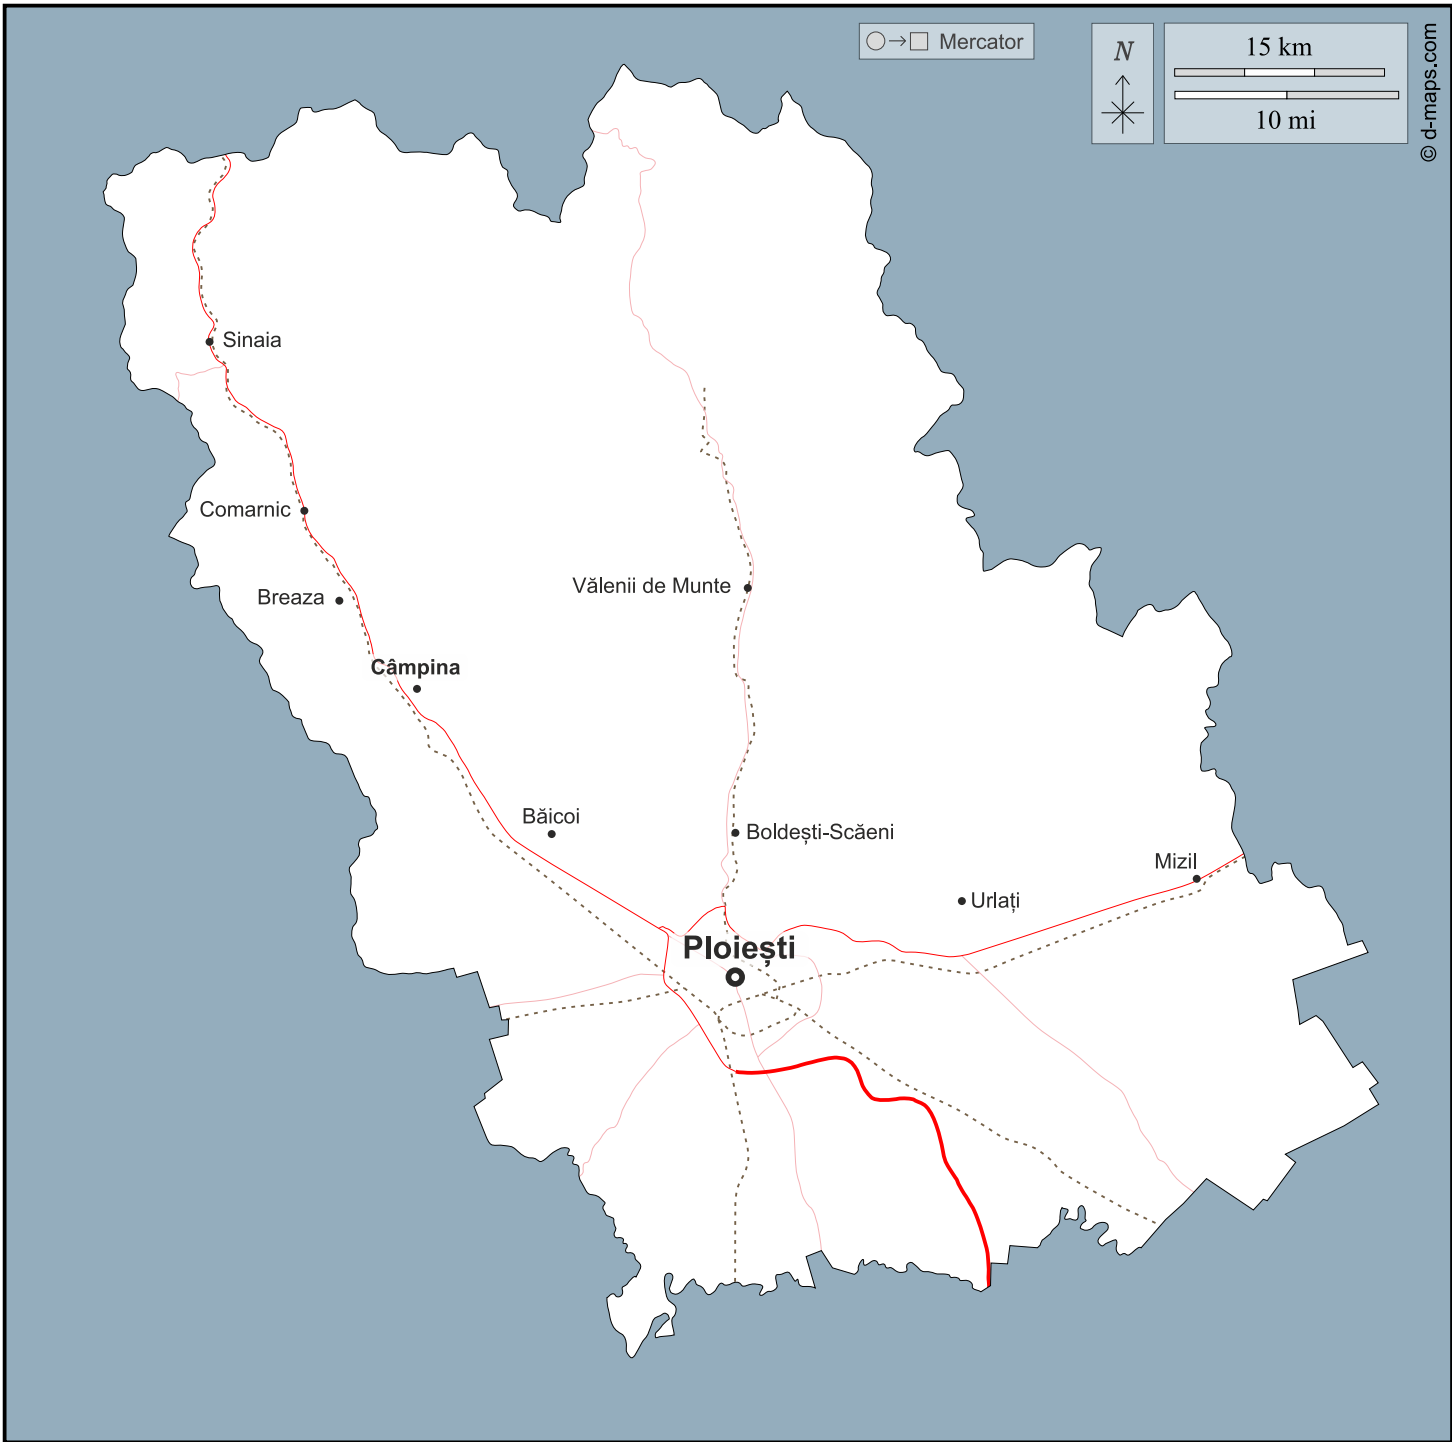 Mercator
N
15 km
10 mi
© d-maps.com
Sinaia
Comarnic
Vălenii de Munte
Breaza
Câmpina
Băicoi
Boldești-Scăeni
Mizil
Urlați
Ploiești